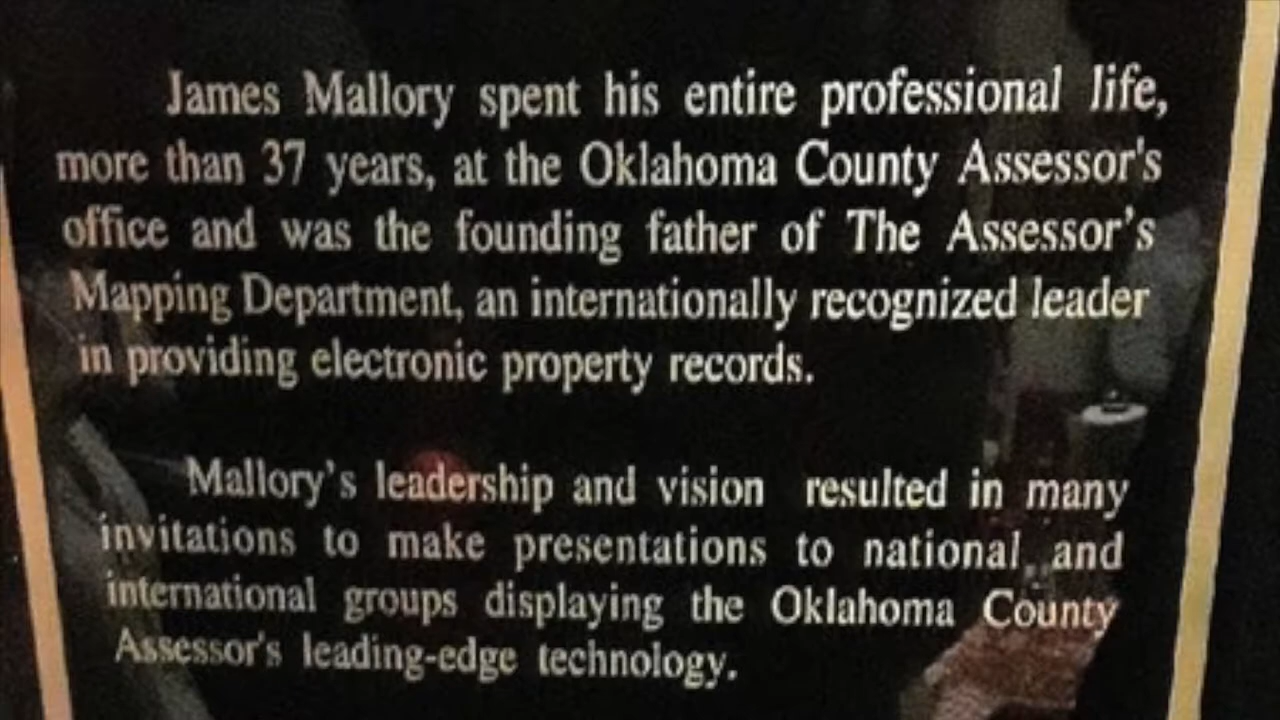 James Mallory spent his entire professional life,
more than 37 years, at the Oklahoma County Assessor's
office and was the founding father of The Assessor’s
Mapping Department, an internationally recognized leader
in providing electronic property records.
Mallory’s leadership and vision resulted in many
invitations to make presentations to national and
international groups displaying the Oklahoma County
Assessor's leading-edge technology.